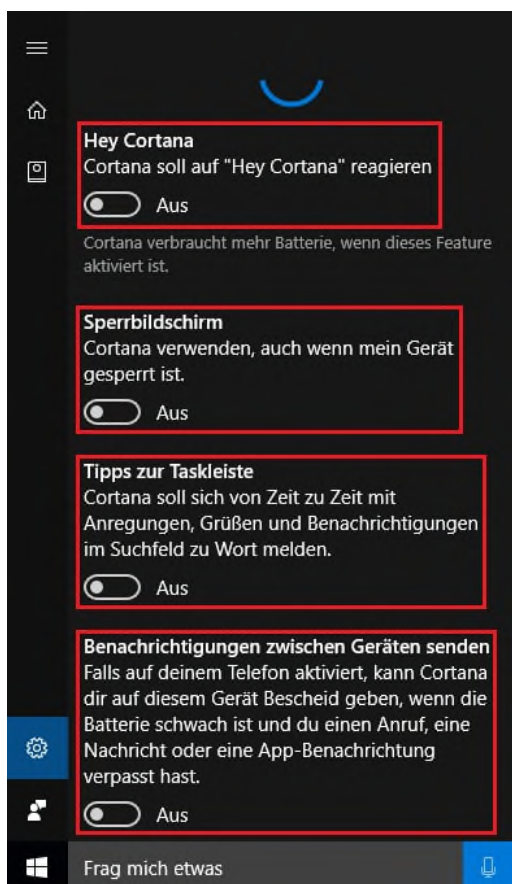 Hey Cortana
Cortana soll auf "Hey Cortana" reagieren
Aus
Cortana verbraucht mehr Batterie, wenn dieses Feature
aktiviert ist.
Sperrbildschirm
Cortana verwenden, auch wenn mein Gerät
gesperrt ist.
Aus
Tipps zur Taskleiste
Cortana soll sich von Zeit zu Zeit mit
Anregungen, Grüßen und Benachrichtigungen
im Suchfeld zu Wort melden.
Aus
Benachrichtigungen zwischen Geräten senden
Falls auf deinem Telefon aktiviert, kann Cortana
dir auf diesem Gerät Bescheid geben, wenn die
Batterie schwach ist und du einen Anruf, eine
Nachricht oder eine App-Benachrichtung
verpasst hast.
Aus
Frag mich etwas